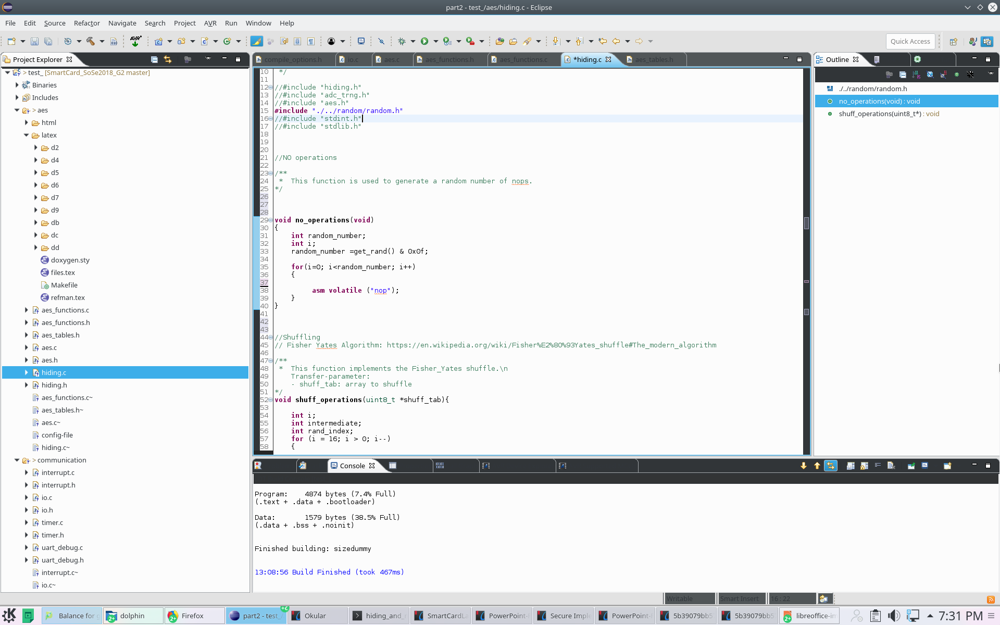 part2 - test_/aes/hiding.c - Eclipse
File Edit Source Refactor Navigate Search Project AVR Run Window Help
AVR
Quick Access
Project Explorer
> test_ [SmartCard_SoSe2018_G2 master]
Binaries
Includes
> aes
html
latex
d2
d4
d5
d6
d7
d9
db
dc
dd
doxygen.sty
files.tex
Makefile
refman.tex
aes_functions.c
aes_functions.h
aes_tables.h
aes.c
aes.h
hiding.c
hiding.h
aes_functions.c~
aes_tables.h~
aes.c~
config-file
hiding.c~
> communication
interrupt.c
interrupt.h
io.c
io.h
timer.c
timer.h
uart_debug.c
uart_debug.h
interrupt.c~
io.c~
compile_options.h io.c aes.c aes_functions.h aes_functions.c *hiding.c aes_tables.h
10 */
11
12 //#include "hiding.h"
13 //#include "adc_trng.h"
14 //#include "aes.h"
15 #include "./../random/random.h"
16 //#include "stdint.h"
17 //#include "stdlib.h"
18
19
20
21 //NO operations
22
23 /**
24 * This function is used to generate a random number of nops.
25 */
26
27
28
29 void no_operations(void)
30 {
31 int random_number;
32 int i;
33 random_number =get_rand() & 0x0f;
34
35 for(i=0; i<random_number; i++)
36 {
37
38 asm volatile ("nop");
39 }
40 }
41
42
43
44 //Shuffling
45 // Fisher Yates Algorithm: https://en.wikipedia.org/wiki/Fisher%E2%80%93Yates_shuffle#The_modern_algorithm
46
47 /**
48 * This function implements the Fisher_Yates shuffle.\n
49 Transfer-parameter:
50 - shuff_tab: array to shuffle
51 */
52 void shuff_operations(uint8_t *shuff_tab){
53
54 int i;
55 int intermediate;
56 int rand_index;
57 for (i = 16; i > 0; i--)
58 {
Outline
./../random/random.h
no_operations(void) : void
shuff_operations(uint8_t*) : void
Console
Program: 4874 bytes (7.4% Full)
(.text + .data + .bootloader)
Data: 1579 bytes (38.5% Full)
(.data + .bss + .noinit)
Finished building: sizedummy
13:08:56 Build Finished (took 467ms)
Writable Smart Insert 16 : 22
Balance for g dolphin Firefox part2 - test_/ Okular hiding_and_ SmartCardL PowerPoint- Secure Imple PowerPoint- 5b39079bb5 5b39079bb5 libreoffice-im 7:31 PM